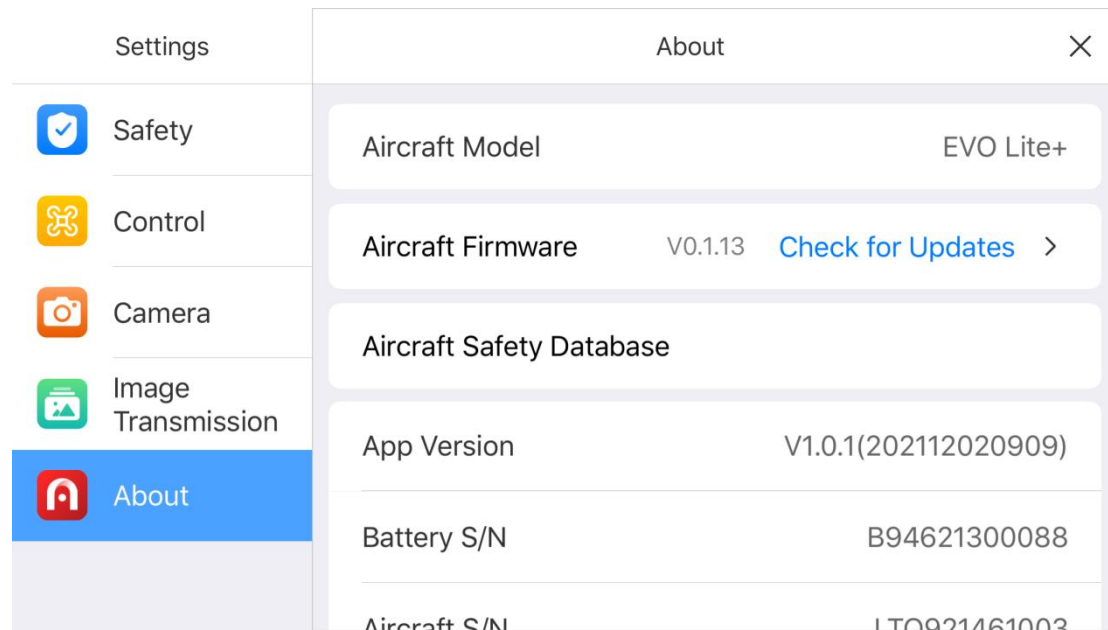 Settings
Safety
Control
Camera
Image
Transmission
About
About
Aircraft Model EVO Lite+
Aircraft Firmware V0.1.13 Check for Updates
Aircraft Safety Database
App Version V1.0.1(202112020909)
Battery S/N B94621300088
Aircraft S/N